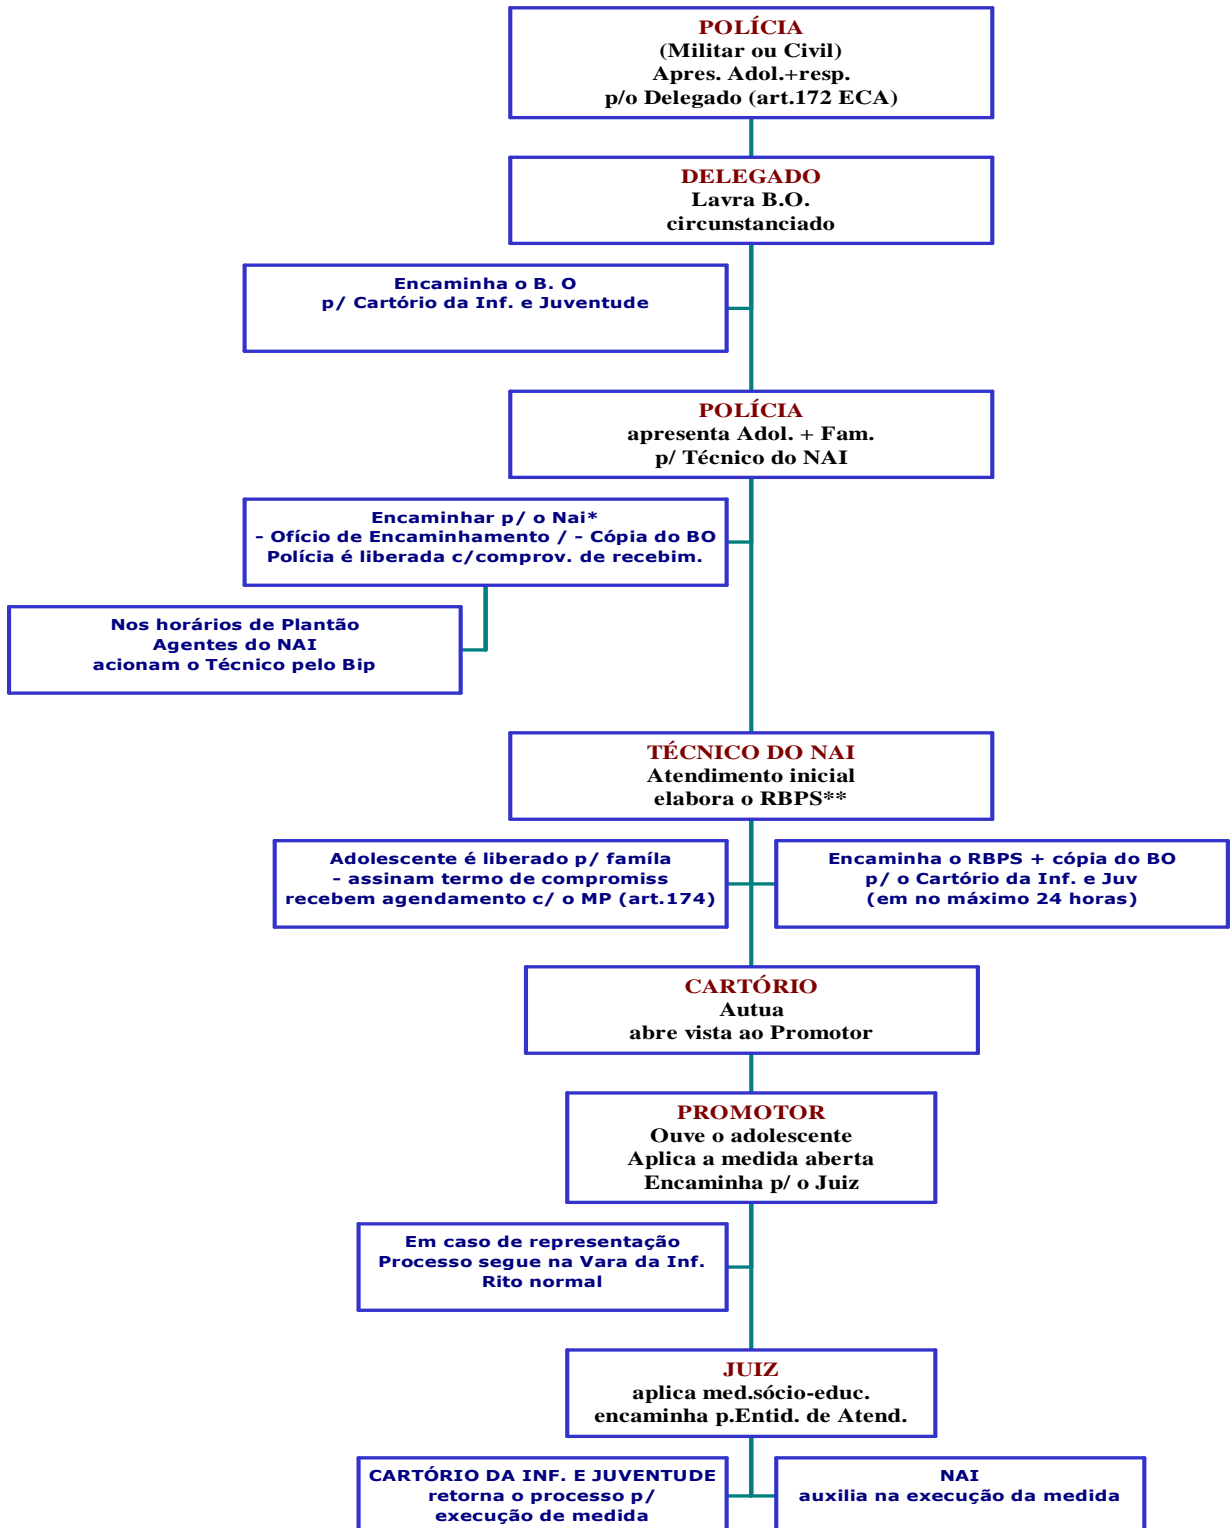 POLÍCIA
(Militar ou Civil)
Apres. Adol.+resp.
p/o Delegado (art.172 ECA)
DELEGADO
Lavra B.O.
circunstanciado
Encaminha o B. O
p/ Cartório da Inf. e Juventude
POLÍCIA
apresenta Adol. + Fam.
p/ Técnico do NAI
Encaminhar p/ o Nai*
- Ofício de Encaminhamento / - Cópia do BO
Polícia é liberada c/comprov. de recebim.
Nos horários de Plantão
Agentes do NAI
acionam o Técnico pelo Bip
TÉCNICO DO NAI
Atendimento inicial
elabora o RBPS**
Adolescente é liberado p/ famíla
- assinam termo de compromiss
recebem agendamento c/ o MP (art.174)
Encaminha o RBPS + cópia do BO
p/ o Cartório da Inf. e Juv
(em no máximo 24 horas)
CARTÓRIO
Autua
abre vista ao Promotor
PROMOTOR
Ouve o adolescente
Aplica a medida aberta
Encaminha p/ o Juiz
Em caso de representação
Processo segue na Vara da Inf.
Rito normal
JUIZ
aplica med.sócio-educ.
encaminha p.Entid. de Atend.
CARTÓRIO DA INF. E JUVENTUDE
retorna o processo p/
execução de medida
NAI
auxilia na execução da medida